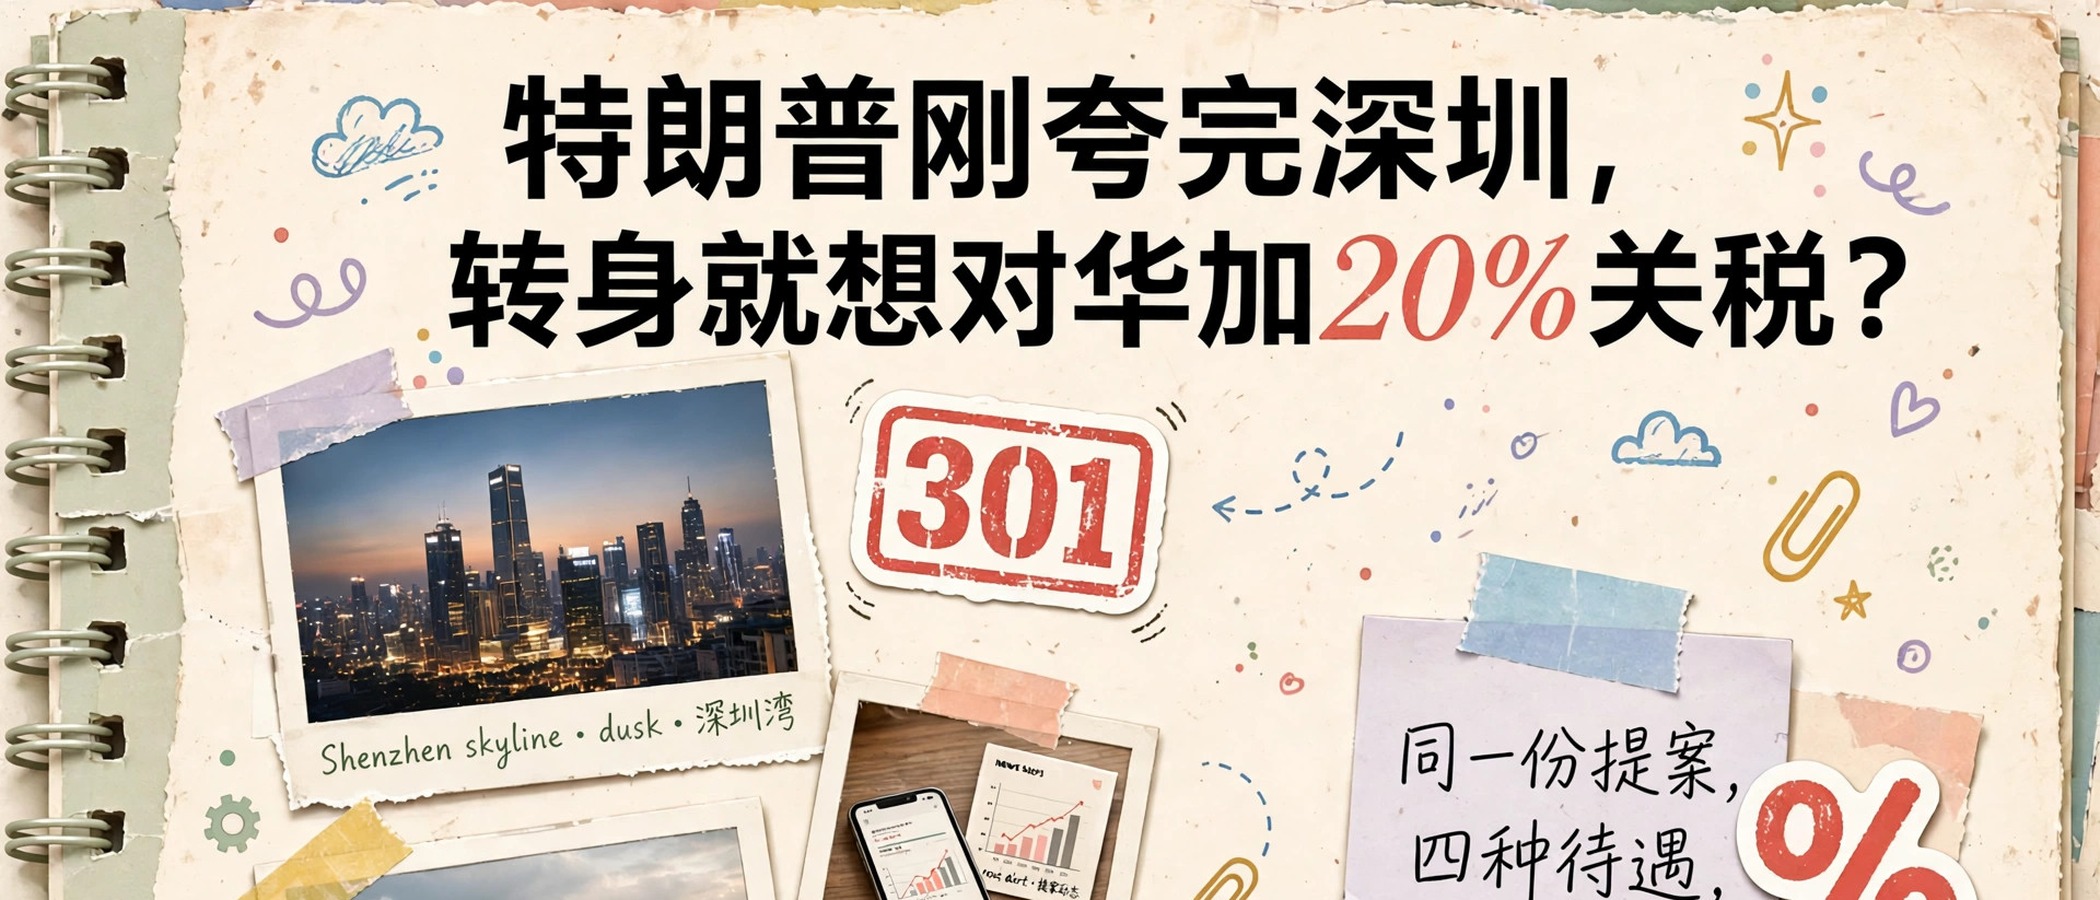 特朗普刚夸完深圳，
转身就想对华加20%关税？
301
Shenzhen skyline • dusk • 深圳湾
同一份提案，
四种待遇，
%